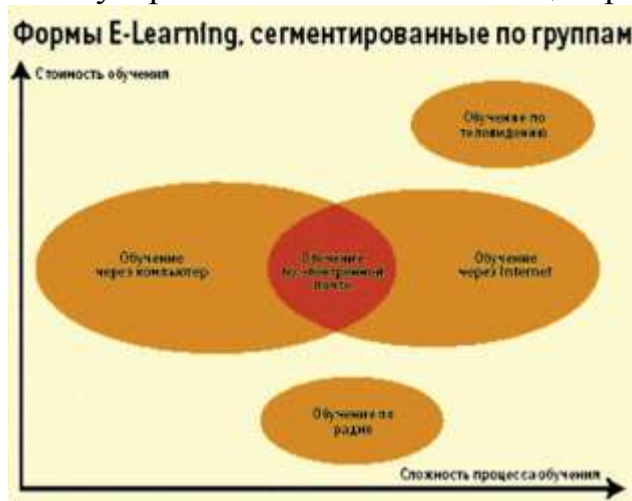 Формы E-Learning, сегментированные по группам
Стоимость обучения
Обучение по
телевидению
Обучение
через компьютер
Обучение
по электронной
почте
Обучение
через Internet
Обучение по
радио
Сложность процесса обучения